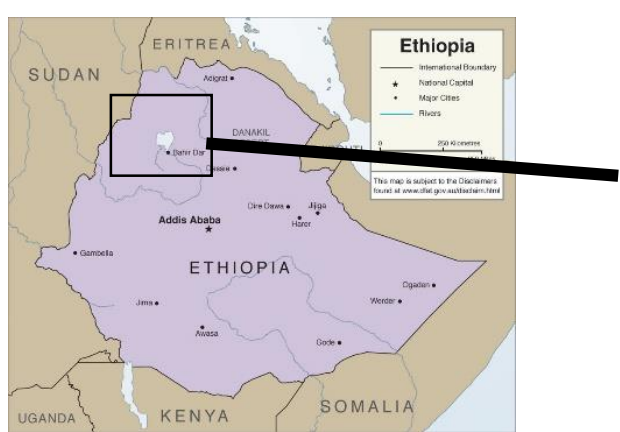 ERITREA
SUDAN
Adigrat
DANAKIL
Bahir Dar
Dessie
Addis Ababa
Dire Dawa
Jijiga
Harer
Gambella
ETHIOPIA
Ogaden
Werder
Jima
Awasa
Gode
SOMALIA
UGANDA
KENYA
Ethiopia
International Boundary
National Capital
Major Cities
Rivers
0 250 Kilometres
This map is subject to the Disclaimers
found at www.dfat.gov.au/disclaim.html